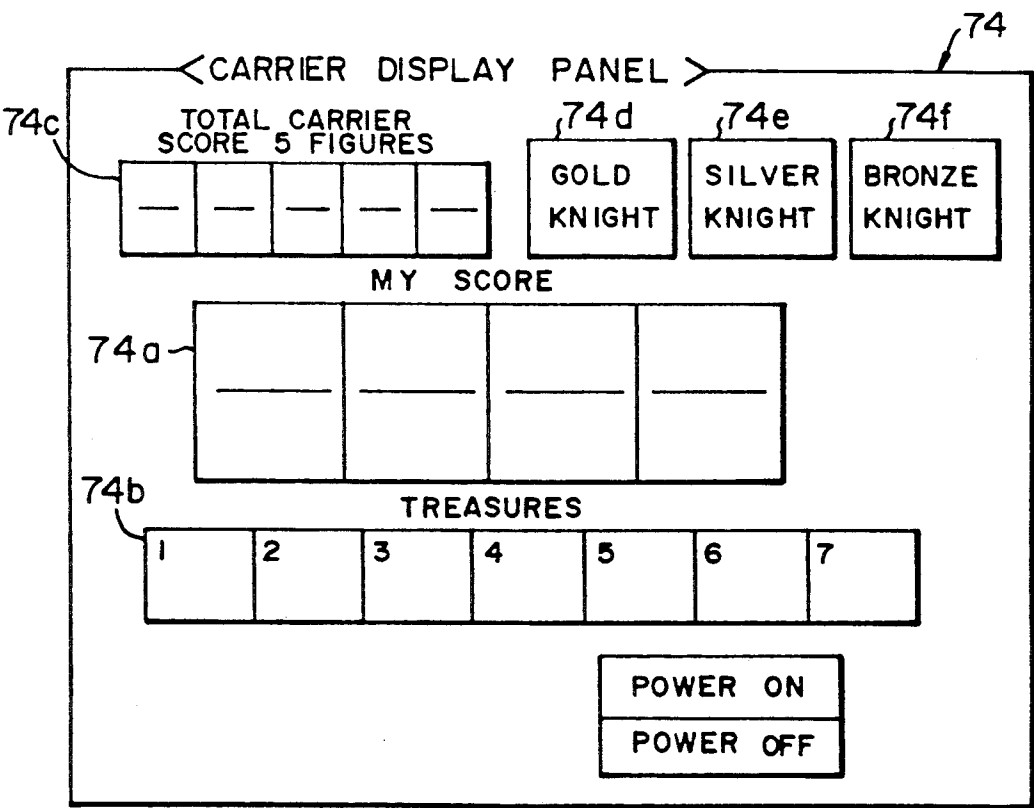 74
CARRIER DISPLAY PANEL
74c
TOTAL CARRIER
SCORE 5 FIGURES
74d
74e
74f
GOLD
KNIGHT
SILVER
KNIGHT
BRONZE
KNIGHT
MY SCORE
74a
74b
TREASURES
1 2 3 4 5 6 7
POWER ON
POWER OFF